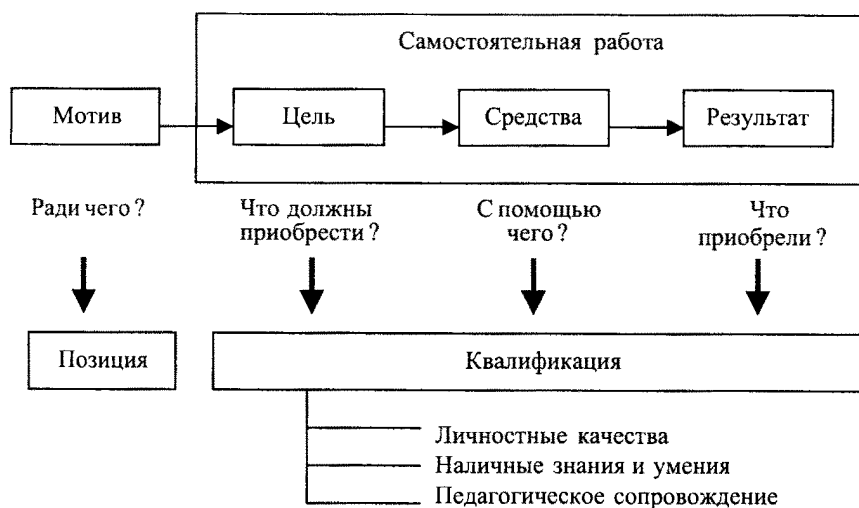 Самостоятельная работа
Мотив
Цель
Средства
Результат
Ради чего?
Что должны
приобрести?
С помощью
чего?
Что
приобрели?
Позиция
Квалификация
Личностные качества
Наличные знания и умения
Педагогическое сопровождение